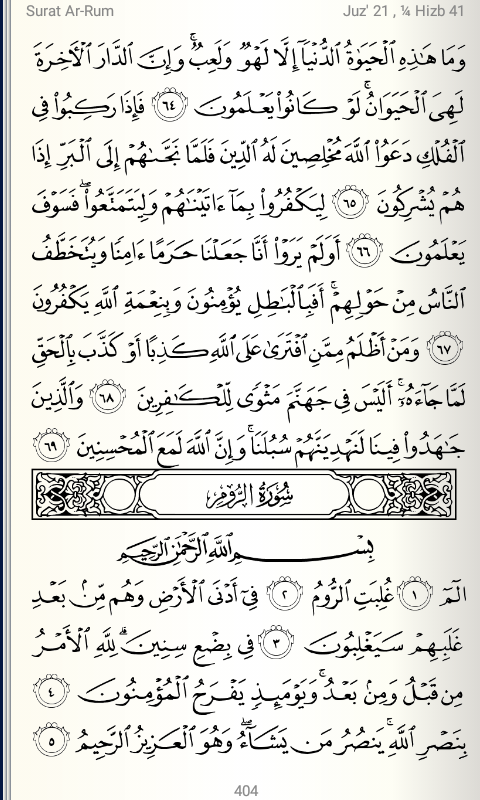 Surat Ar-Rum Juz' 21 , ¼ Hizb 41
وَمَا هَٰذِهِ ٱلْحَيَوٰةُ ٱلدُّنْيَآ إِلَّا لَهْوٌ وَلَعِبٌ ۚ وَإِنَّ ٱلدَّارَ ٱلْـَٔاخِرَةَ
لَهِىَ ٱلْحَيَوَانُ ۚ لَوْ كَانُوا۟ يَعْلَمُونَ ٦٤ فَإِذَا رَكِبُوا۟ فِى
ٱلْفُلْكِ دَعَوُا۟ ٱللَّهَ مُخْلِصِينَ لَهُ ٱلدِّينَ فَلَمَّا نَجَّىٰهُمْ إِلَى ٱلْبَرِّ إِذَا
هُمْ يُشْرِكُونَ ٦٥ لِيَكْفُرُوا۟ بِمَآ ءَاتَيْنَٰهُمْ وَلِيَتَمَتَّعُوا۟ ۖ فَسَوْفَ
يَعْلَمُونَ ٦٦ أَوَلَمْ يَرَوْا۟ أَنَّا جَعَلْنَا حَرَمًا ءَامِنًا وَيُتَخَطَّفُ
ٱلنَّاسُ مِنْ حَوْلِهِمْ ۚ أَفَبِٱلْبَٰطِلِ يُؤْمِنُونَ وَبِنِعْمَةِ ٱللَّهِ يَكْفُرُونَ
٦٧ وَمَنْ أَظْلَمُ مِمَّنِ ٱفْتَرَىٰ عَلَى ٱللَّهِ كَذِبًا أَوْ كَذَّبَ بِٱلْحَقِّ
لَمَّا جَآءَهُۥٓ ۚ أَلَيْسَ فِى جَهَنَّمَ مَثْوًى لِّلْكَٰفِرِينَ ٦٨ وَٱلَّذِينَ
جَٰهَدُوا۟ فِينَا لَنَهْدِيَنَّهُمْ سُبُلَنَا ۚ وَإِنَّ ٱللَّهَ لَمَعَ ٱلْمُحْسِنِينَ ٦٩
سُورَةُ الرُّومِ
بِسْمِ ٱللَّهِ ٱلرَّحْمَٰنِ ٱلرَّحِيمِ
الٓمٓ ١ غُلِبَتِ ٱلرُّومُ ٢ فِىٓ أَدْنَى ٱلْأَرْضِ وَهُم مِّنۢ بَعْدِ
غَلَبِهِمْ سَيَغْلِبُونَ ٣ فِى بِضْعِ سِنِينَ ۗ لِلَّهِ ٱلْأَمْرُ
مِن قَبْلُ وَمِنۢ بَعْدُ ۚ وَيَوْمَئِذٍ يَفْرَحُ ٱلْمُؤْمِنُونَ ٤
بِنَصْرِ ٱللَّهِ ۚ يَنصُرُ مَن يَشَآءُ ۖ وَهُوَ ٱلْعَزِيزُ ٱلرَّحِيمُ ٥
404